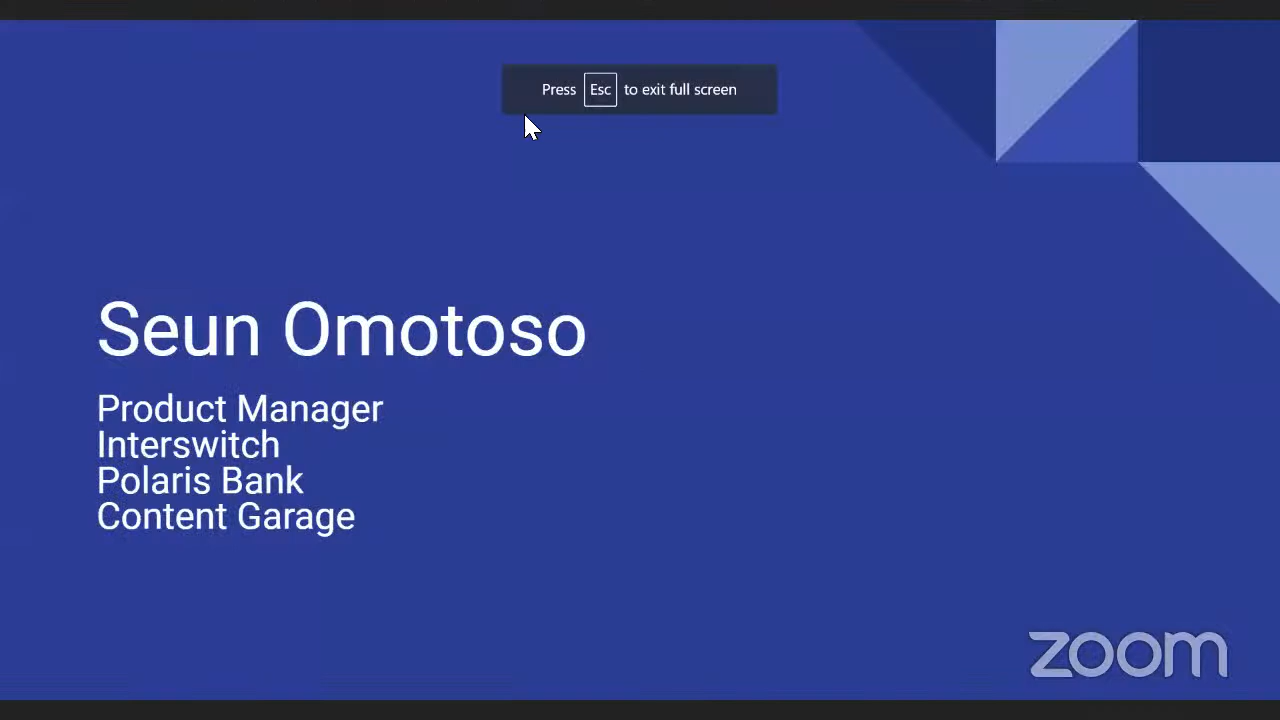 Press Esc to exit full screen
Seun Omotoso
Product Manager
Interswitch
Polaris Bank
Content Garage
zoom